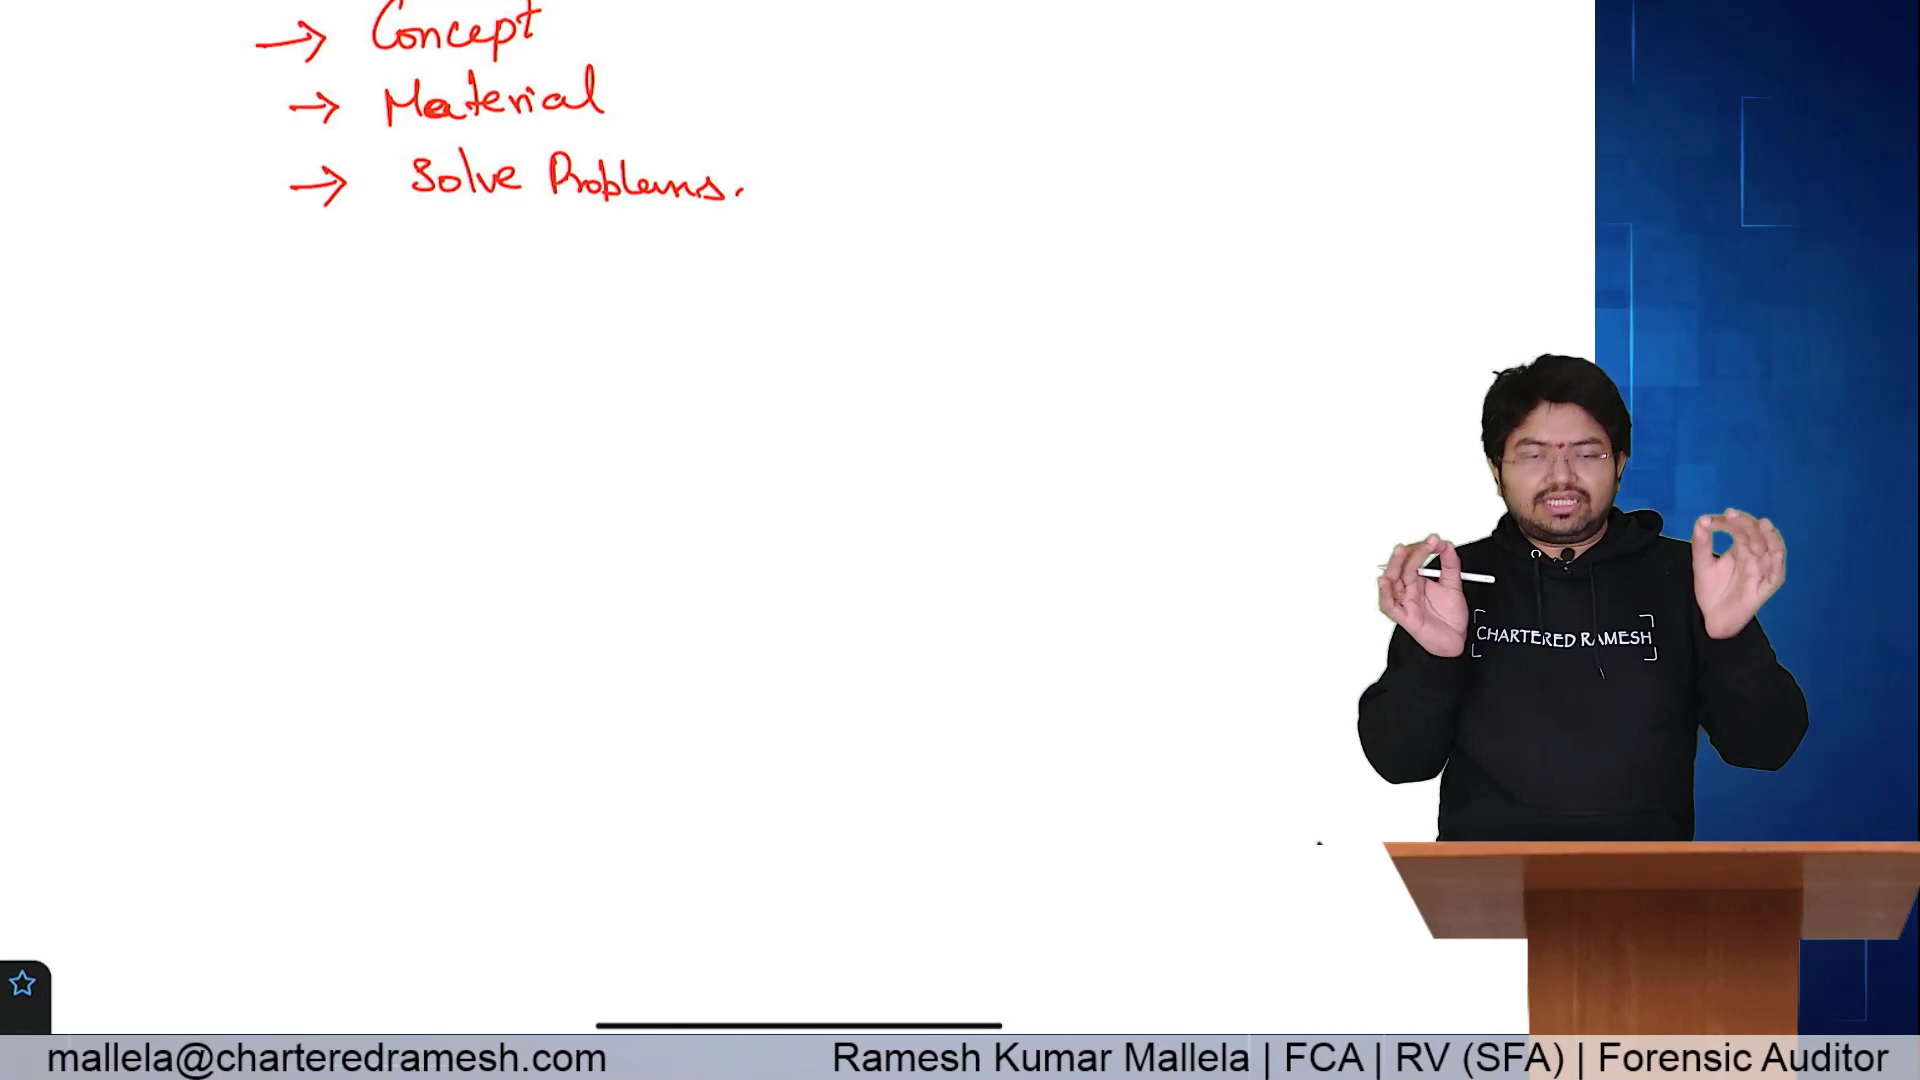 → Concept
→ Material
→ Solve Problems.
CHARTERED RAMESH
mallela@charteredramesh.com
Ramesh Kumar Mallela | FCA | RV (SFA) | Forensic Auditor